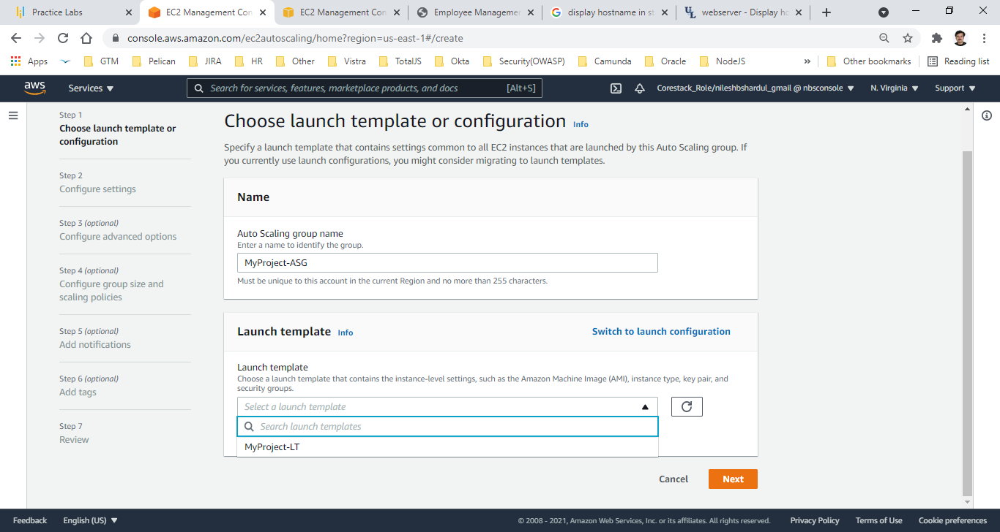 Practice Labs
EC2 Management Con
EC2 Management Con
Employee Manageme
display hostname in st
webserver - Display ho
console.aws.amazon.com/ec2autoscaling/home?region=us-east-1#/create
Apps
GTM
Pelican
JIRA
HR
Other
Vistra
TotalJS
Okta
Security(OWASP)
Camunda
Oracle
NodeJS
»
Other bookmarks
Reading list
aws
Services
Search for services, features, marketplace products, and docs
[Alt+S]
Corestack_Role/nileshbshardul_gmail @ nbsconsole
N. Virginia
Support
Step 1
Choose launch template or
configuration
Step 2
Configure settings
Step 3 (optional)
Configure advanced options
Step 4 (optional)
Configure group size and
scaling policies
Step 5 (optional)
Add notifications
Step 6 (optional)
Add tags
Step 7
Review
Choose launch template or configuration Info
Specify a launch template that contains settings common to all EC2 instances that are launched by this Auto Scaling group. If
you currently use launch configurations, you might consider migrating to launch templates.
Name
Auto Scaling group name
Enter a name to identify the group.
MyProject-ASG
Must be unique to this account in the current Region and no more than 255 characters.
Launch template Info
Switch to launch configuration
Launch template
Choose a launch template that contains the instance-level settings, such as the Amazon Machine Image (AMI), instance type, key pair, and
security groups.
Select a launch template
Search launch templates
MyProject-LT
Cancel
Next
Feedback
English (US)
© 2008 - 2021, Amazon Web Services, Inc. or its affiliates. All rights reserved.
Privacy Policy
Terms of Use
Cookie preferences